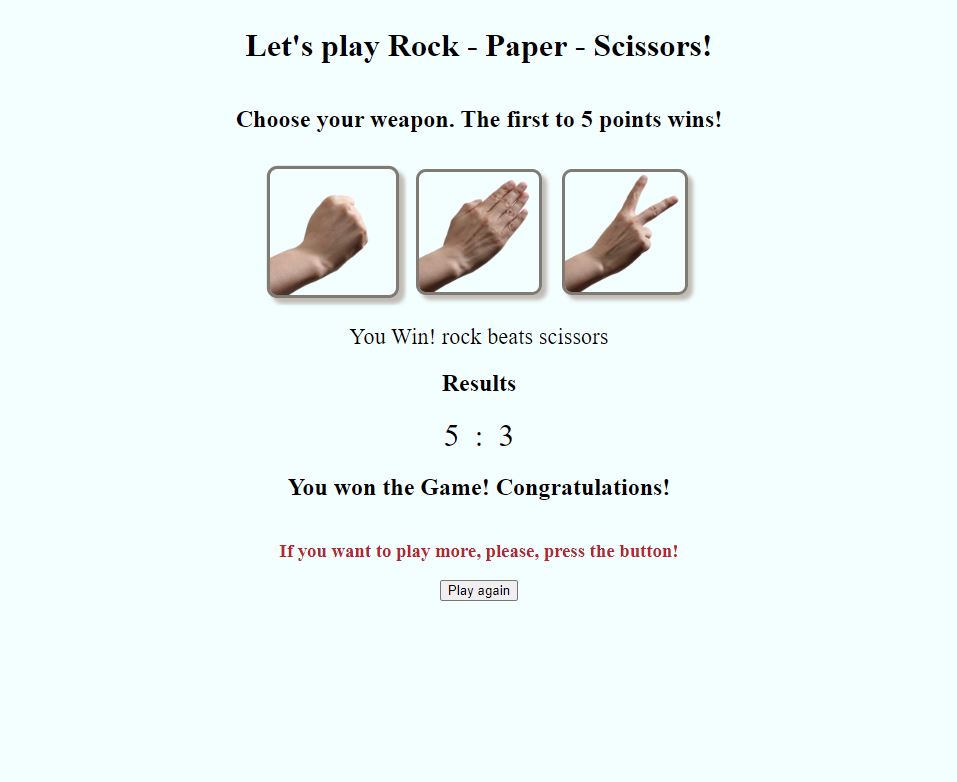 Let's play Rock - Paper - Scissors!
Choose your weapon. The first to 5 points wins!
You Win! rock beats scissors
Results
5 : 3
You won the Game! Congratulations!
If you want to play more, please, press the button!
Play again